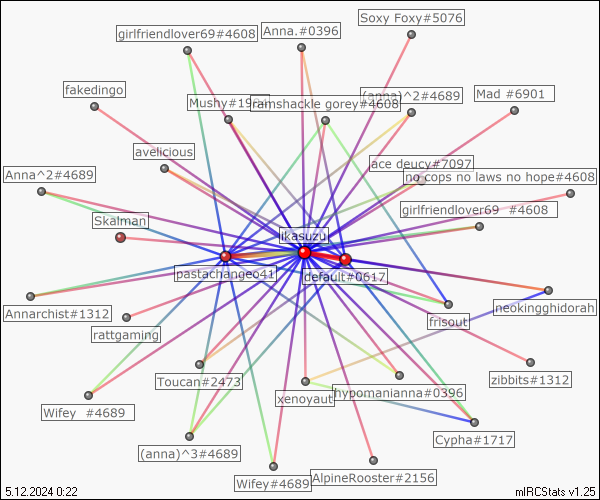 Soxy Foxy#5076
girlfriendlover69#4608
Anna.#0396
fakedingo
Mushy#19
ramshackle gorey#4608
(anna)^2#4689
Mad #6901
avelicious
ace deucy#7097
Anna^2#4689
no cops no laws no hope#4608
girlfriendlover69 #4608
Skalman
ikasuzu
pastachangeo41
default#0617
Annarchist#1312
neokingghidorah
rattgaming
frisout
Toucan#2473
zibbits#1312
xenoyaut
hypomanianna#0396
Wifey #4689
Cypha#1717
(anna)^3#4689
Wifey#4689
AlpineRooster#2156
5.12.2024 0:22
mIRCStats v1.25